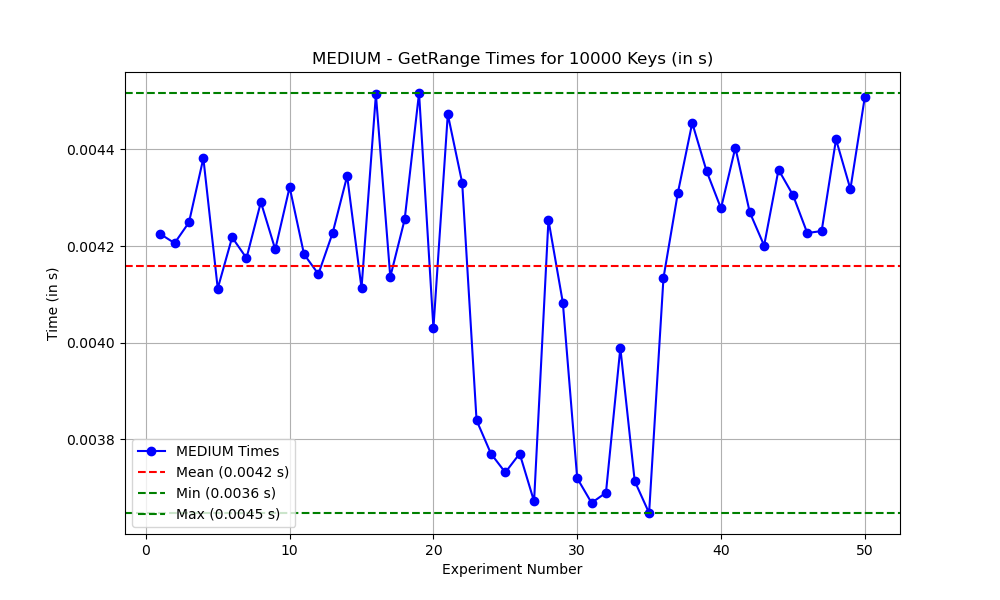 MEDIUM - GetRange Times for 10000 Keys (in s)
0.0044
0.0042
0.0040
0.0038
Time (in s)
MEDIUM Times
Mean (0.0042 s)
Min (0.0036 s)
Max (0.0045 s)
0 10 20 30 40 50
Experiment Number